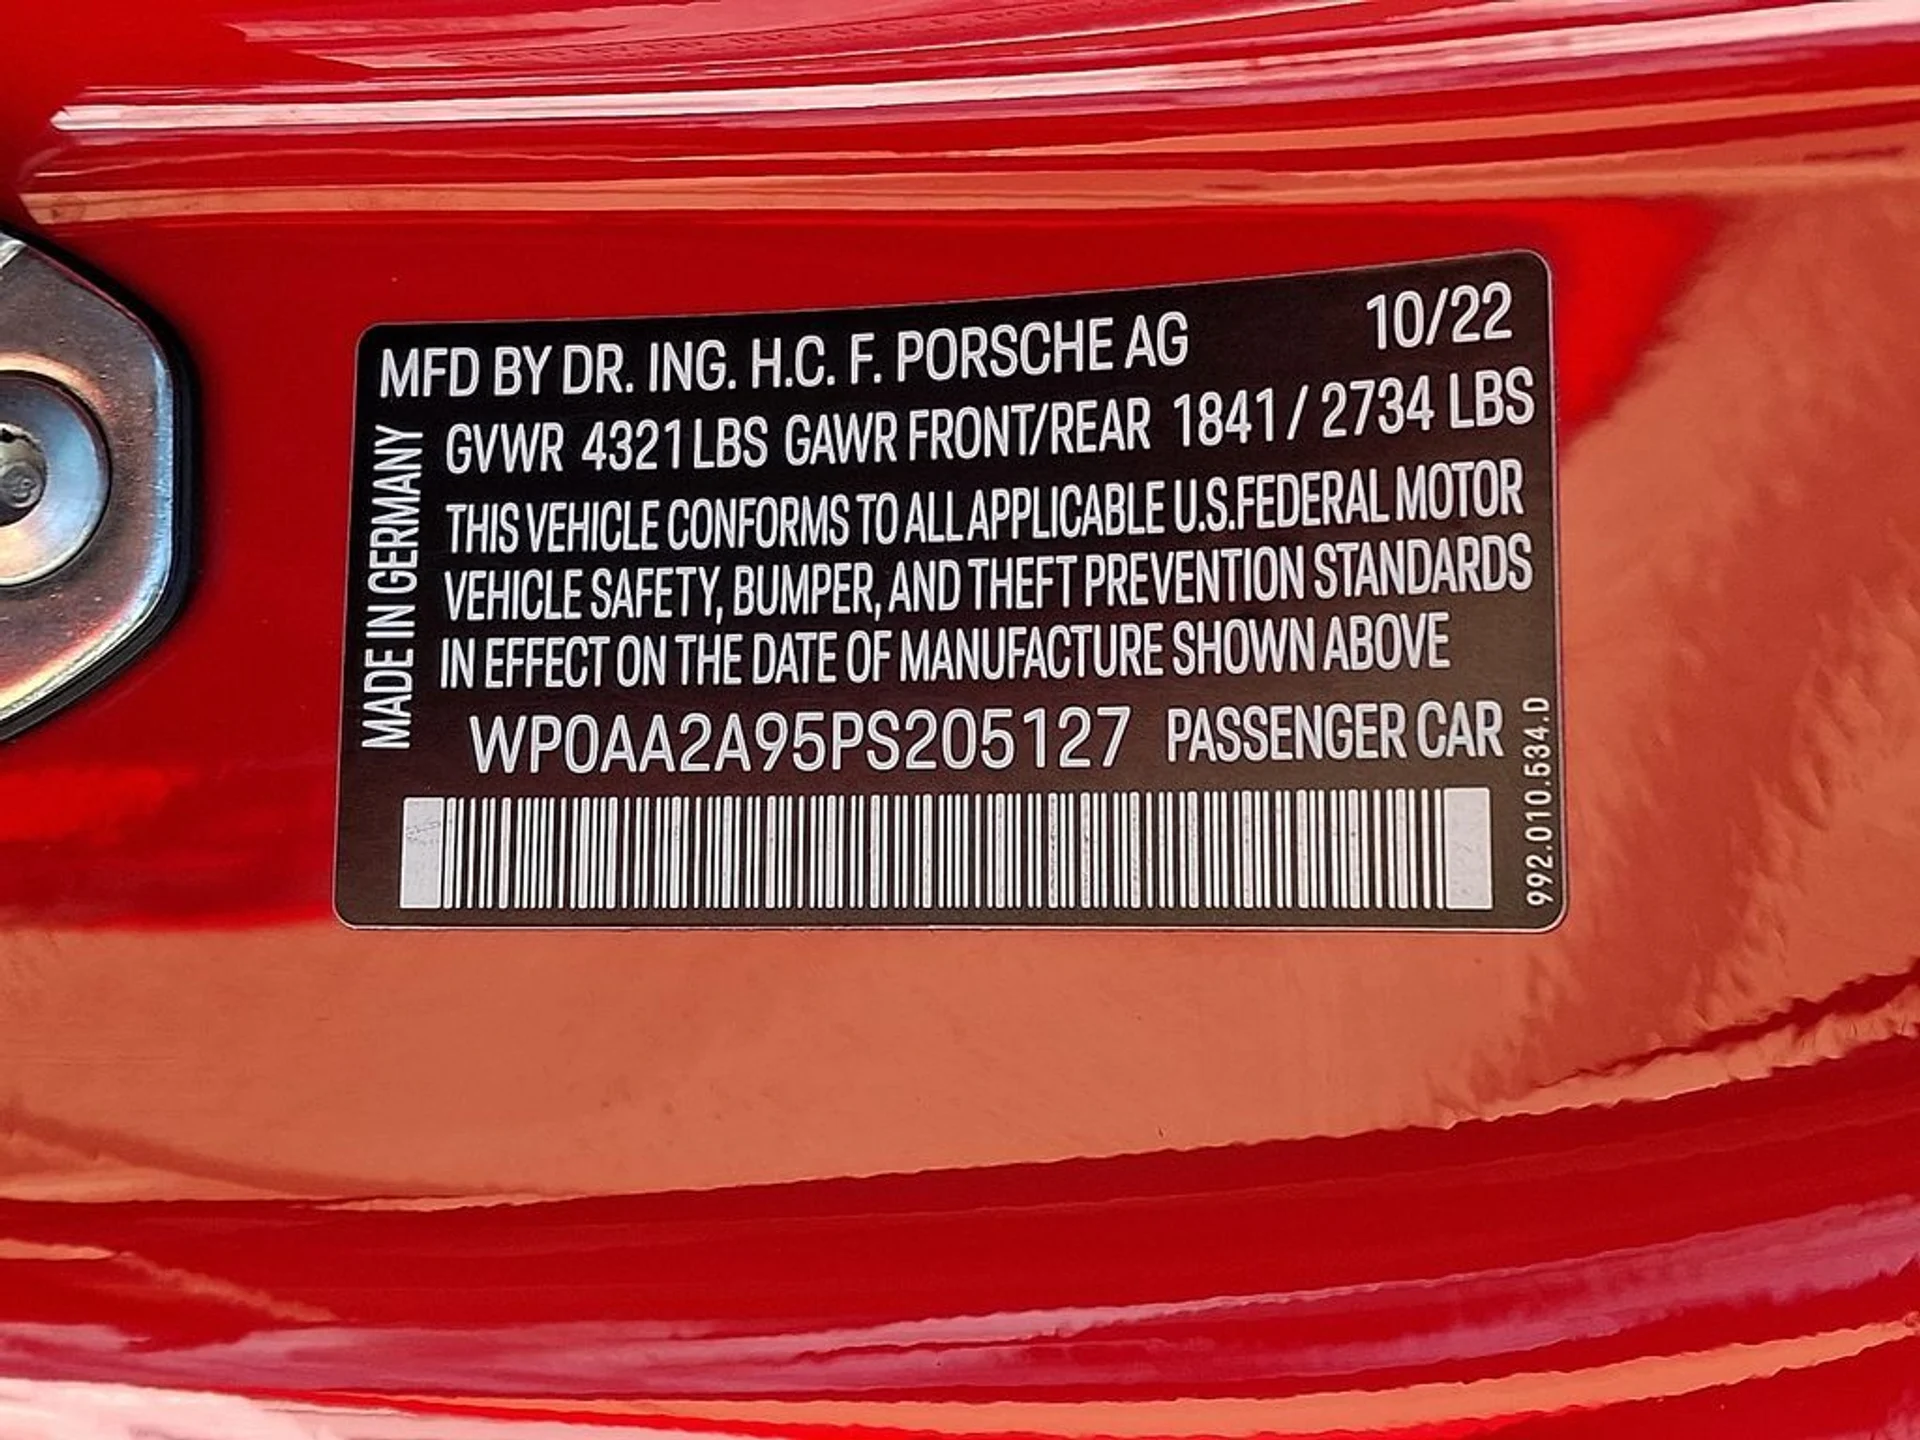 MFD BY DR. ING. H.C. F. PORSCHE AG 10/22
GVWR 4321 LBS GAWR FRONT/REAR 1841 / 2734 LBS
THIS VEHICLE CONFORMS TO ALL APPLICABLE U.S.FEDERAL MOTOR
VEHICLE SAFETY, BUMPER, AND THEFT PREVENTION STANDARDS
IN EFFECT ON THE DATE OF MANUFACTURE SHOWN ABOVE
WP0AA2A95PS205127 PASSENGER CAR
MADE IN GERMANY
992.010.534.D